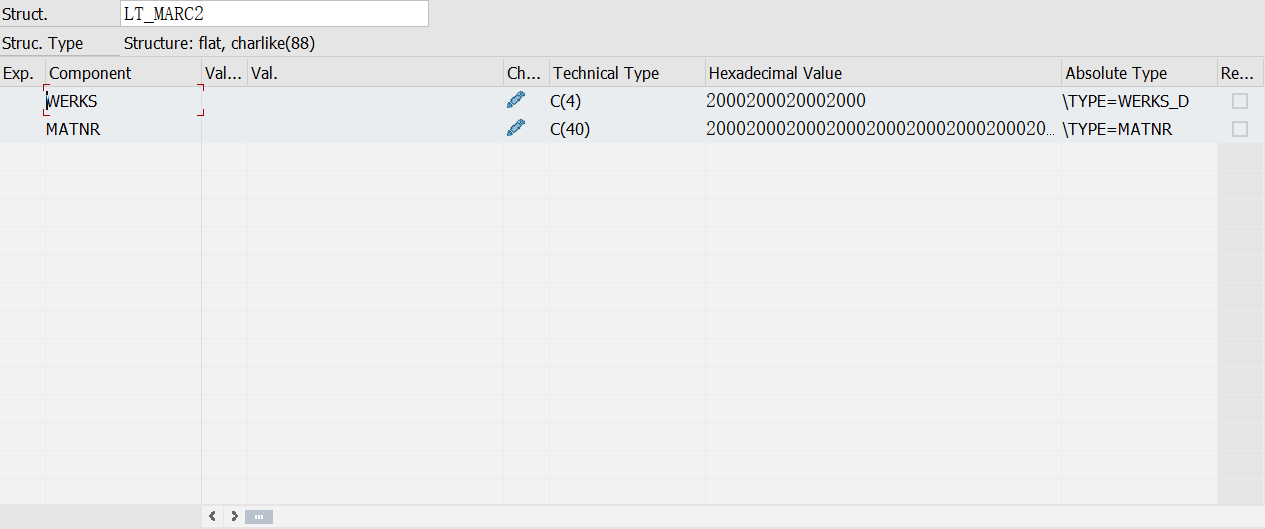 Struct. LT_MARC2
Struc. Type Structure: flat, charlike(88)
Exp. Component Val... Val. Ch... Technical Type Hexadecimal Value Absolute Type Re...
WERKS C(4) 2000200020002000 \TYPE=WERKS_D
MATNR C(40) 20002000200020002000200020002000200020... \TYPE=MATNR